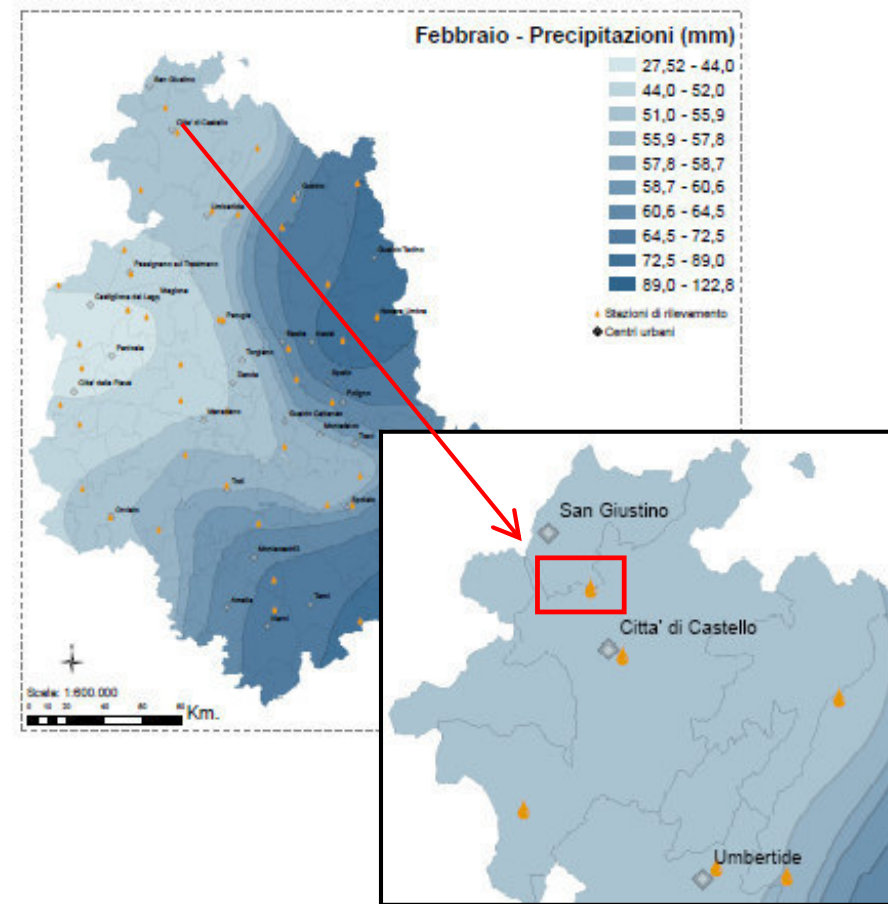 Febbraio - Precipitazioni (mm)
27,52 - 44,0
44,0 - 52,0
51,0 - 55,9
55,9 - 57,8
57,8 - 58,7
58,7 - 60,6
60,6 - 64,5
64,5 - 72,5
72,5 - 89,0
89,0 - 122,8
Stazioni di rilevamento
Centri urbani
San Giustino
Citta' di Castello
Gubbio
Umbertide
Gualdo Tadino
Passignano sul Trasimeno
Magione
Castiglione del Lago
Nocera Umbra
Perugia
Bastia
Assisi
Panicale
Torgiano
Deruta
Spello
Citta' della Pieve
Foligno
Marsciano
Gualdo Cattaneo
Montefalco
Trevi
Todi
Spoleto
Orvieto
Amelia
Terni
Narni
Scala: 1:600.000
Km.
San Giustino
Citta' di Castello
Umbertide